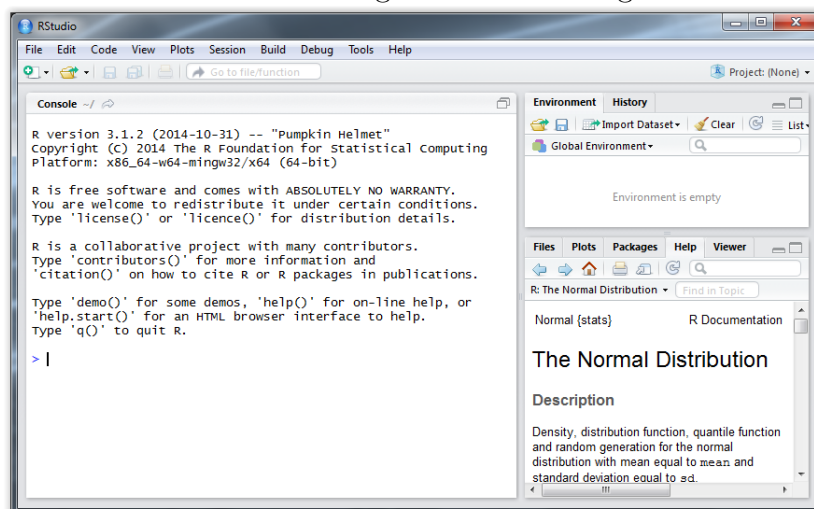 RStudio
File Edit Code View Plots Session Build Debug Tools Help
Go to file/function
Project: (None)
Console ~/
R version 3.1.2 (2014-10-31) -- "Pumpkin Helmet"
Copyright (C) 2014 The R Foundation for Statistical Computing
Platform: x86_64-w64-mingw32/x64 (64-bit)
R is free software and comes with ABSOLUTELY NO WARRANTY.
You are welcome to redistribute it under certain conditions.
Type 'license()' or 'licence()' for distribution details.
R is a collaborative project with many contributors.
Type 'contributors()' for more information and
'citation()' on how to cite R or R packages in publications.
Type 'demo()' for some demos, 'help()' for on-line help, or
'help.start()' for an HTML browser interface to help.
Type 'q()' to quit R.
>
Environment History
Import Dataset Clear List
Global Environment
Environment is empty
Files Plots Packages Help Viewer
R: The Normal Distribution Find in Topic
Normal {stats} R Documentation
The Normal Distribution
Description
Density, distribution function, quantile function
and random generation for the normal
distribution with mean equal to mean and
standard deviation equal to sd.